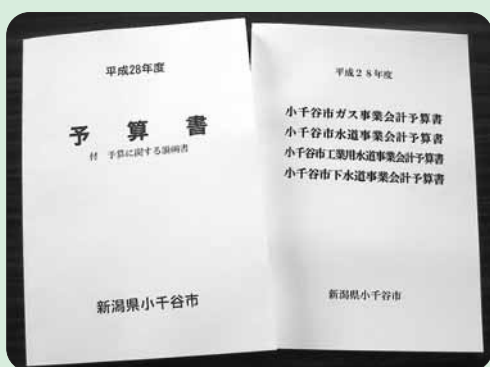 平成28年度
予算書
付 予算に関する説明書
新潟県小千谷市
平成28年度
小千谷市ガス事業会計予算書
小千谷市水道事業会計予算書
小千谷市工業用水道事業会計予算書
小千谷市下水道事業会計予算書
新潟県小千谷市